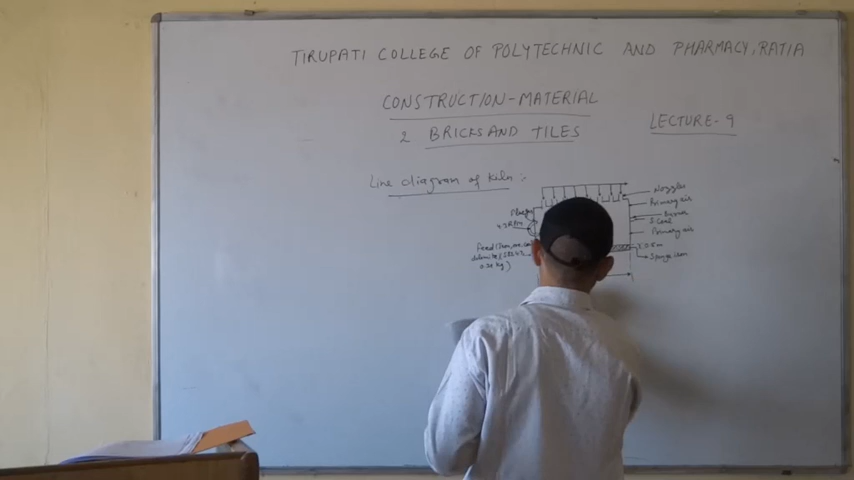 TIRUPATI COLLEGE OF POLYTECHNIC AND PHARMACY, RATIA
CONSTRUCTION-MATERIAL
2 BRICKS AND TILES
LECTURE-9
Line diagram of kiln :-
Nozzles
Primary air
Primary air
Sponge iron